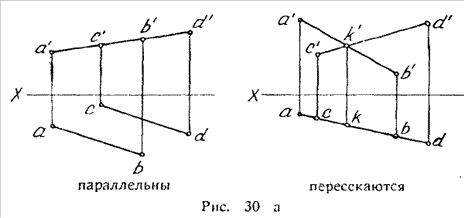 a' c' b' d'
X
c
a b d
параллельны
a' d'
c' k'
b'
X
a c k b d
пересскаются
Рис. 30 а